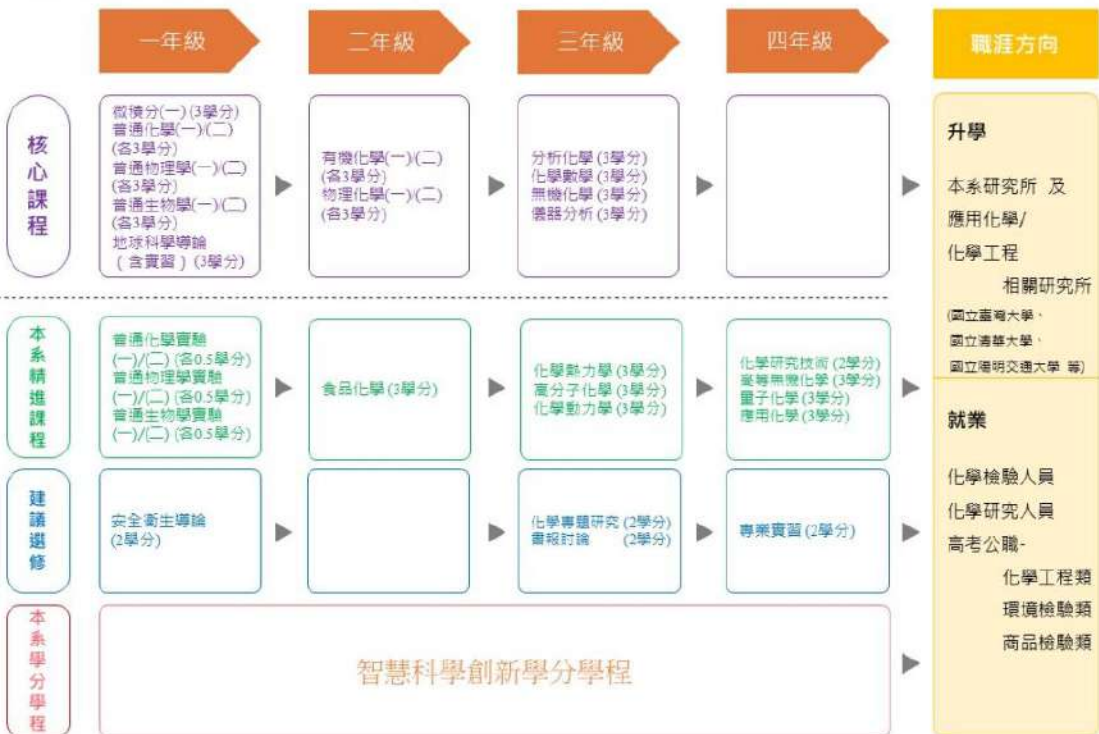 一年級
二年級
三年級
四年級
職涯方向
核心課程
微積分(一) (3學分)
普通化學(一)/(二)
(各3學分)
普通物理學(一)/(二)
(各3學分)
普通生物學(一)/(二)
(各3學分)
地球科學導論
(含實習) (3學分)
有機化學(一)/(二)
(各3學分)
物理化學(一)/(二)
(各3學分)
分析化學 (3學分)
化學數學 (3學分)
無機化學 (3學分)
儀器分析 (3學分)
本系精進課程
普通化學實驗
(一)/(二) (各0.5學分)
普通物理學實驗
(一)/(二) (各0.5學分)
普通生物學實驗
(一)/(二) (各0.5學分)
食品化學 (3學分)
化學熱力學 (3學分)
高分子化學 (3學分)
化學動力學 (3學分)
化學研究技術 (2學分)
高等無機化學 (3學分)
量子化學 (3學分)
應用化學 (3學分)
建議選修
安全衛生導論
(2學分)
化學專題研究 (2學分)
書報討論 (2學分)
專業實習 (2學分)
本系學分學程
智慧科學創新學分學程
升學
本系研究所 及
應用化學/
化學工程
相關研究所
(國立臺灣大學、
國立清華大學、
國立陽明交通大學 等)
就業
化學檢驗人員
化學研究人員
高考公職-
化學工程類
環境檢驗類
商品檢驗類